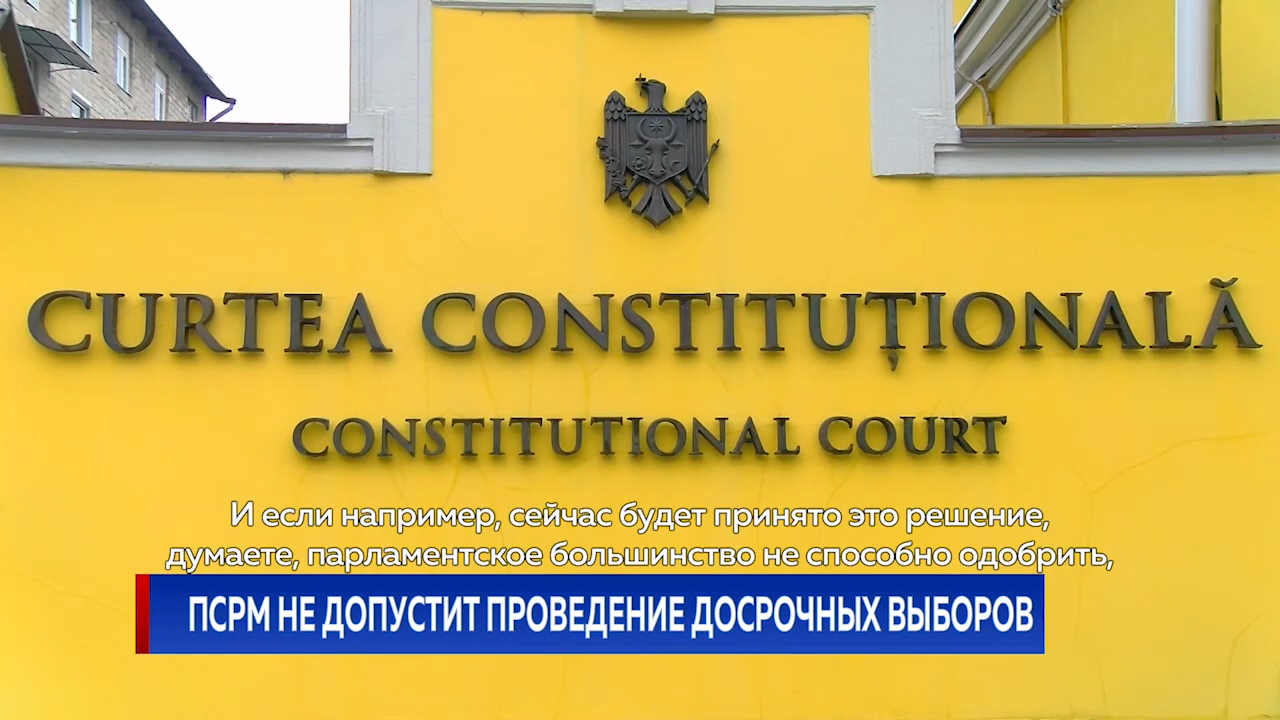 CURTEA CONSTITUȚIONALĂ
CONSTITUTIONAL COURT
И если например, сейчас будет принято это решение,
думаете, парламентское большинство не способно одобрить,
ПСРМ НЕ ДОПУСТИТ ПРОВЕДЕНИЕ ДОСРОЧНЫХ ВЫБОРОВ